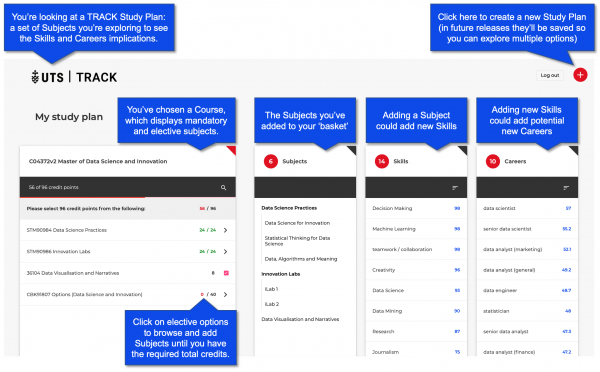 You're looking at a TRACK Study Plan:
a set of Subjects you're exploring to see
the Skills and Careers implications.
Click here to create a new Study Plan
(in future releases they'll be saved so
you can explore multiple options)
UTS | TRACK
Log out
+
My study plan
You've chosen a Course,
which displays mandatory
and elective subjects.
The Subjects you've
added to your 'basket'
Adding a Subject
could add new Skills
Adding new Skills
could add potential
new Careers
C04372v2 Master of Data Science and Innovation
56 of 96 credit points
Please select 96 credit points from the following: 56 / 96
STM90984 Data Science Practices 24 / 24
STM90986 Innovation Labs 24 / 24
36104 Data Visualisation and Narratives 8
CBK91807 Options (Data Science and Innovation) 0 / 40
Click on elective options
to browse and add
Subjects until you have
the required total credits.
6 Subjects
Data Science Practices
Data Science for Innovation
Statistical Thinking for Data
Science
Data, Algorithms and Meaning
Innovation Labs
iLab 1
iLab 2
Data Visualisation and Narratives
14 Skills
Decision Making 98
Machine Learning 98
teamwork / collaboration 98
Creativity 96
Data Science 93
Data Mining 90
Research 87
Journalism 75
10 Careers
data scientist 57
senior data scientist 55.2
data analyst (marketing) 52.1
data analyst (general) 49.2
data engineer 48.7
statistician 48
senior data analyst 47.3
data analyst (finance) 47.2